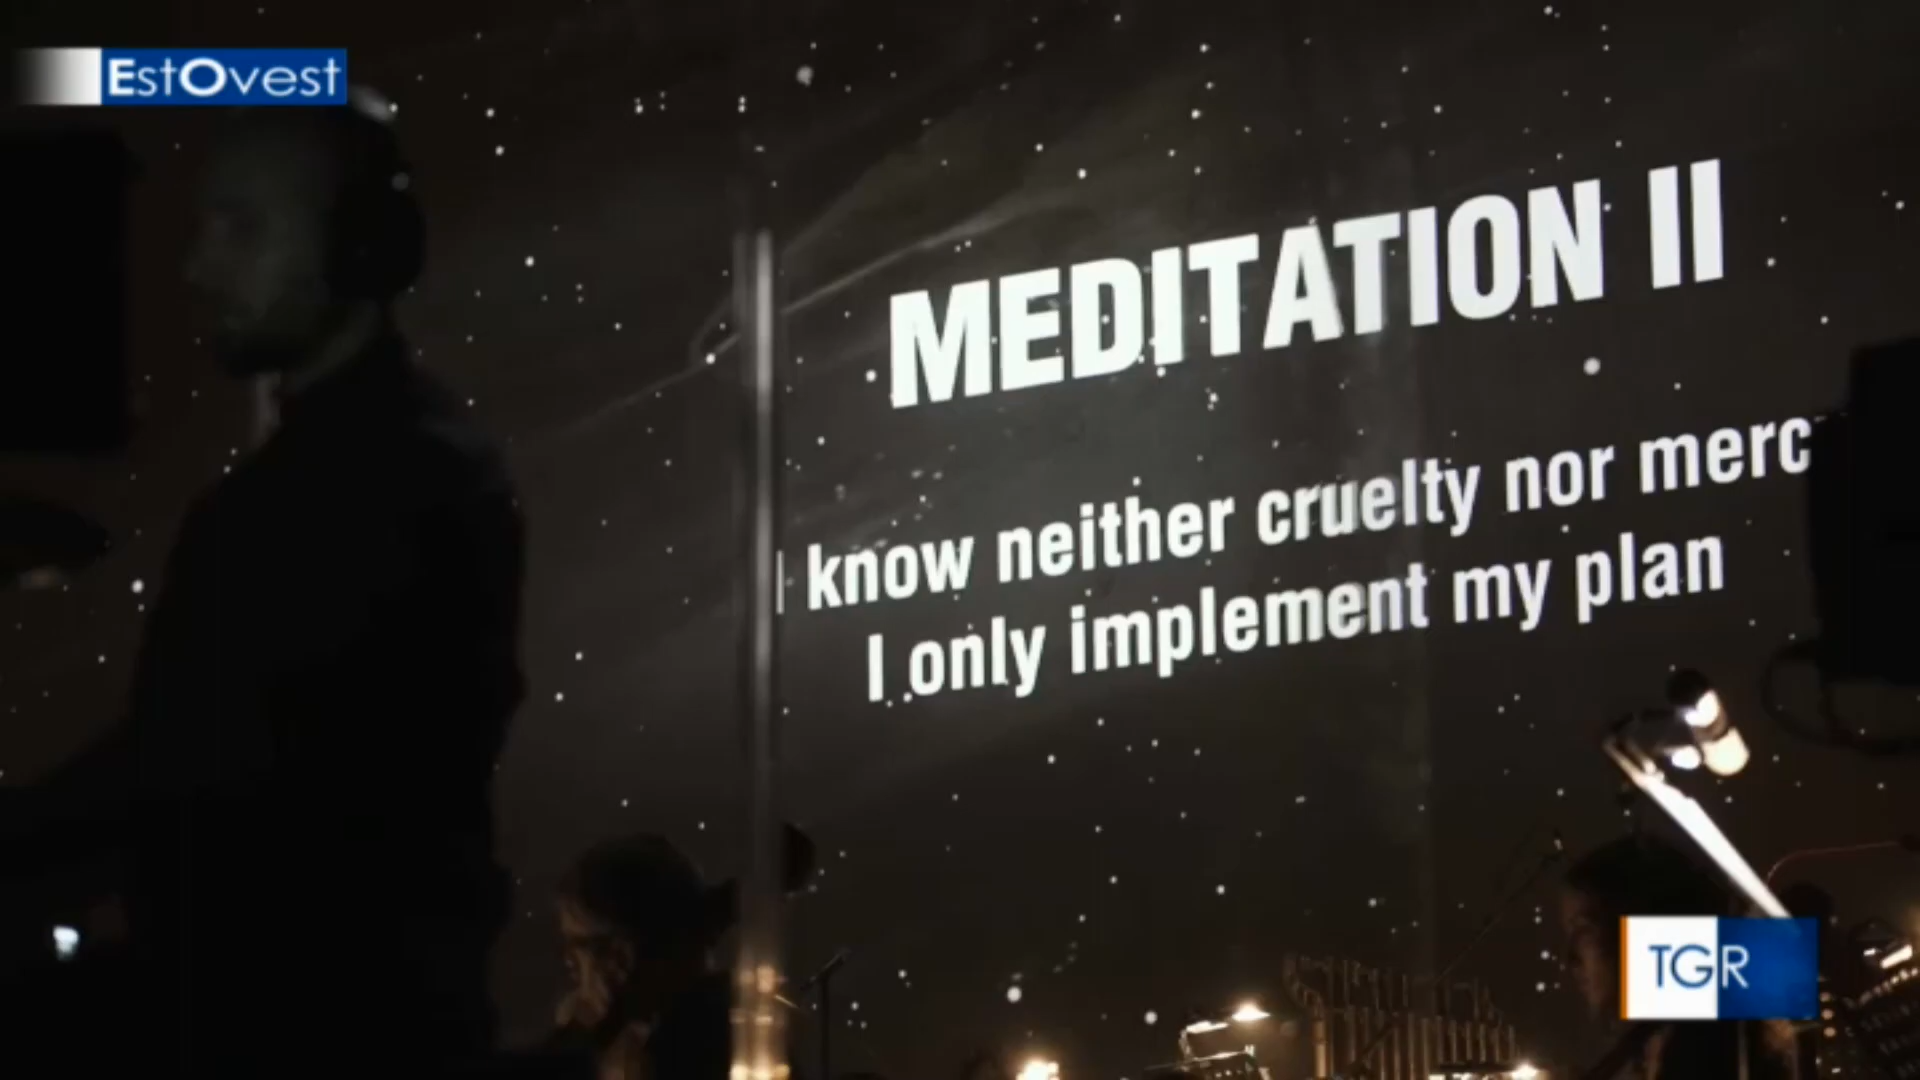 EstOvest
MEDITATION II
I know neither cruelty nor merc
I only implement my plan
TGR